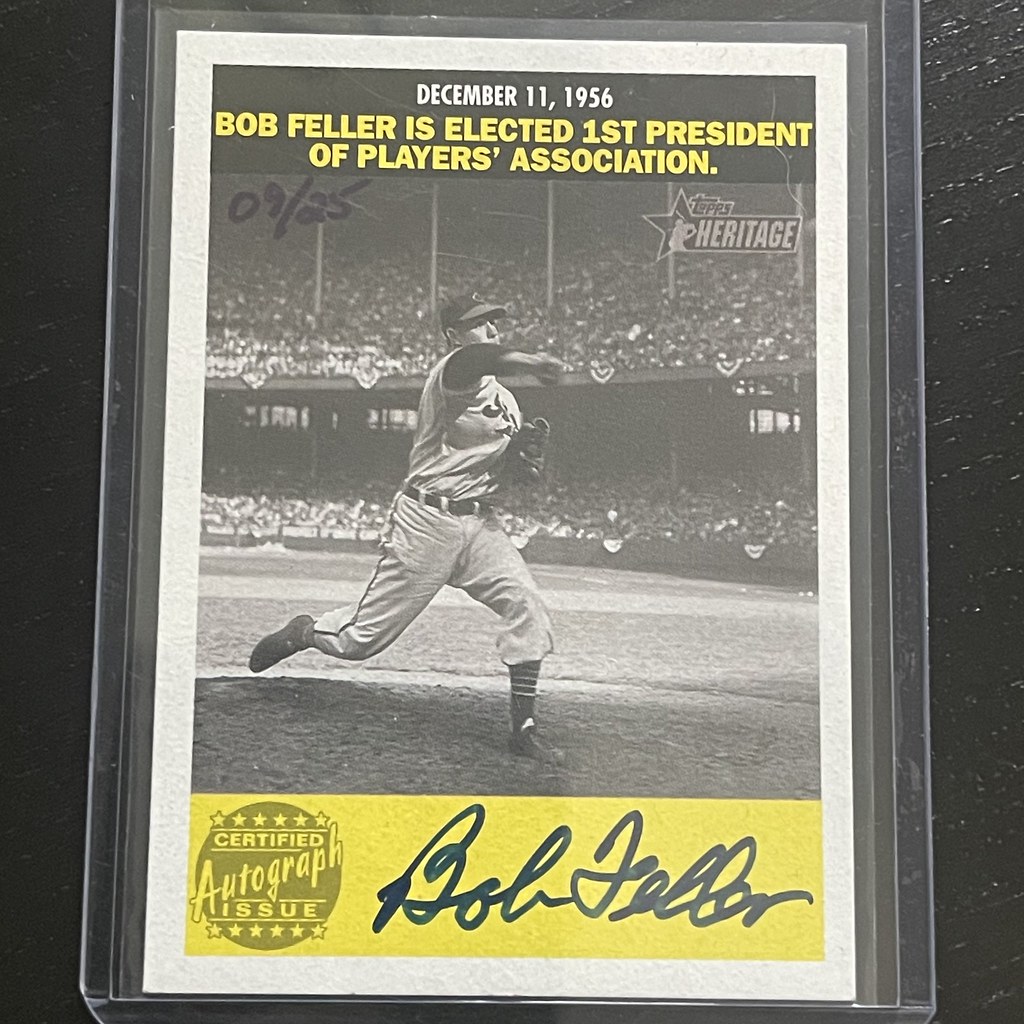 DECEMBER 11, 1956
BOB FELLER IS ELECTED 1ST PRESIDENT
OF PLAYERS' ASSOCIATION.
09/25
topps
HERITAGE
CERTIFIED
Autograph
ISSUE
Bob Feller